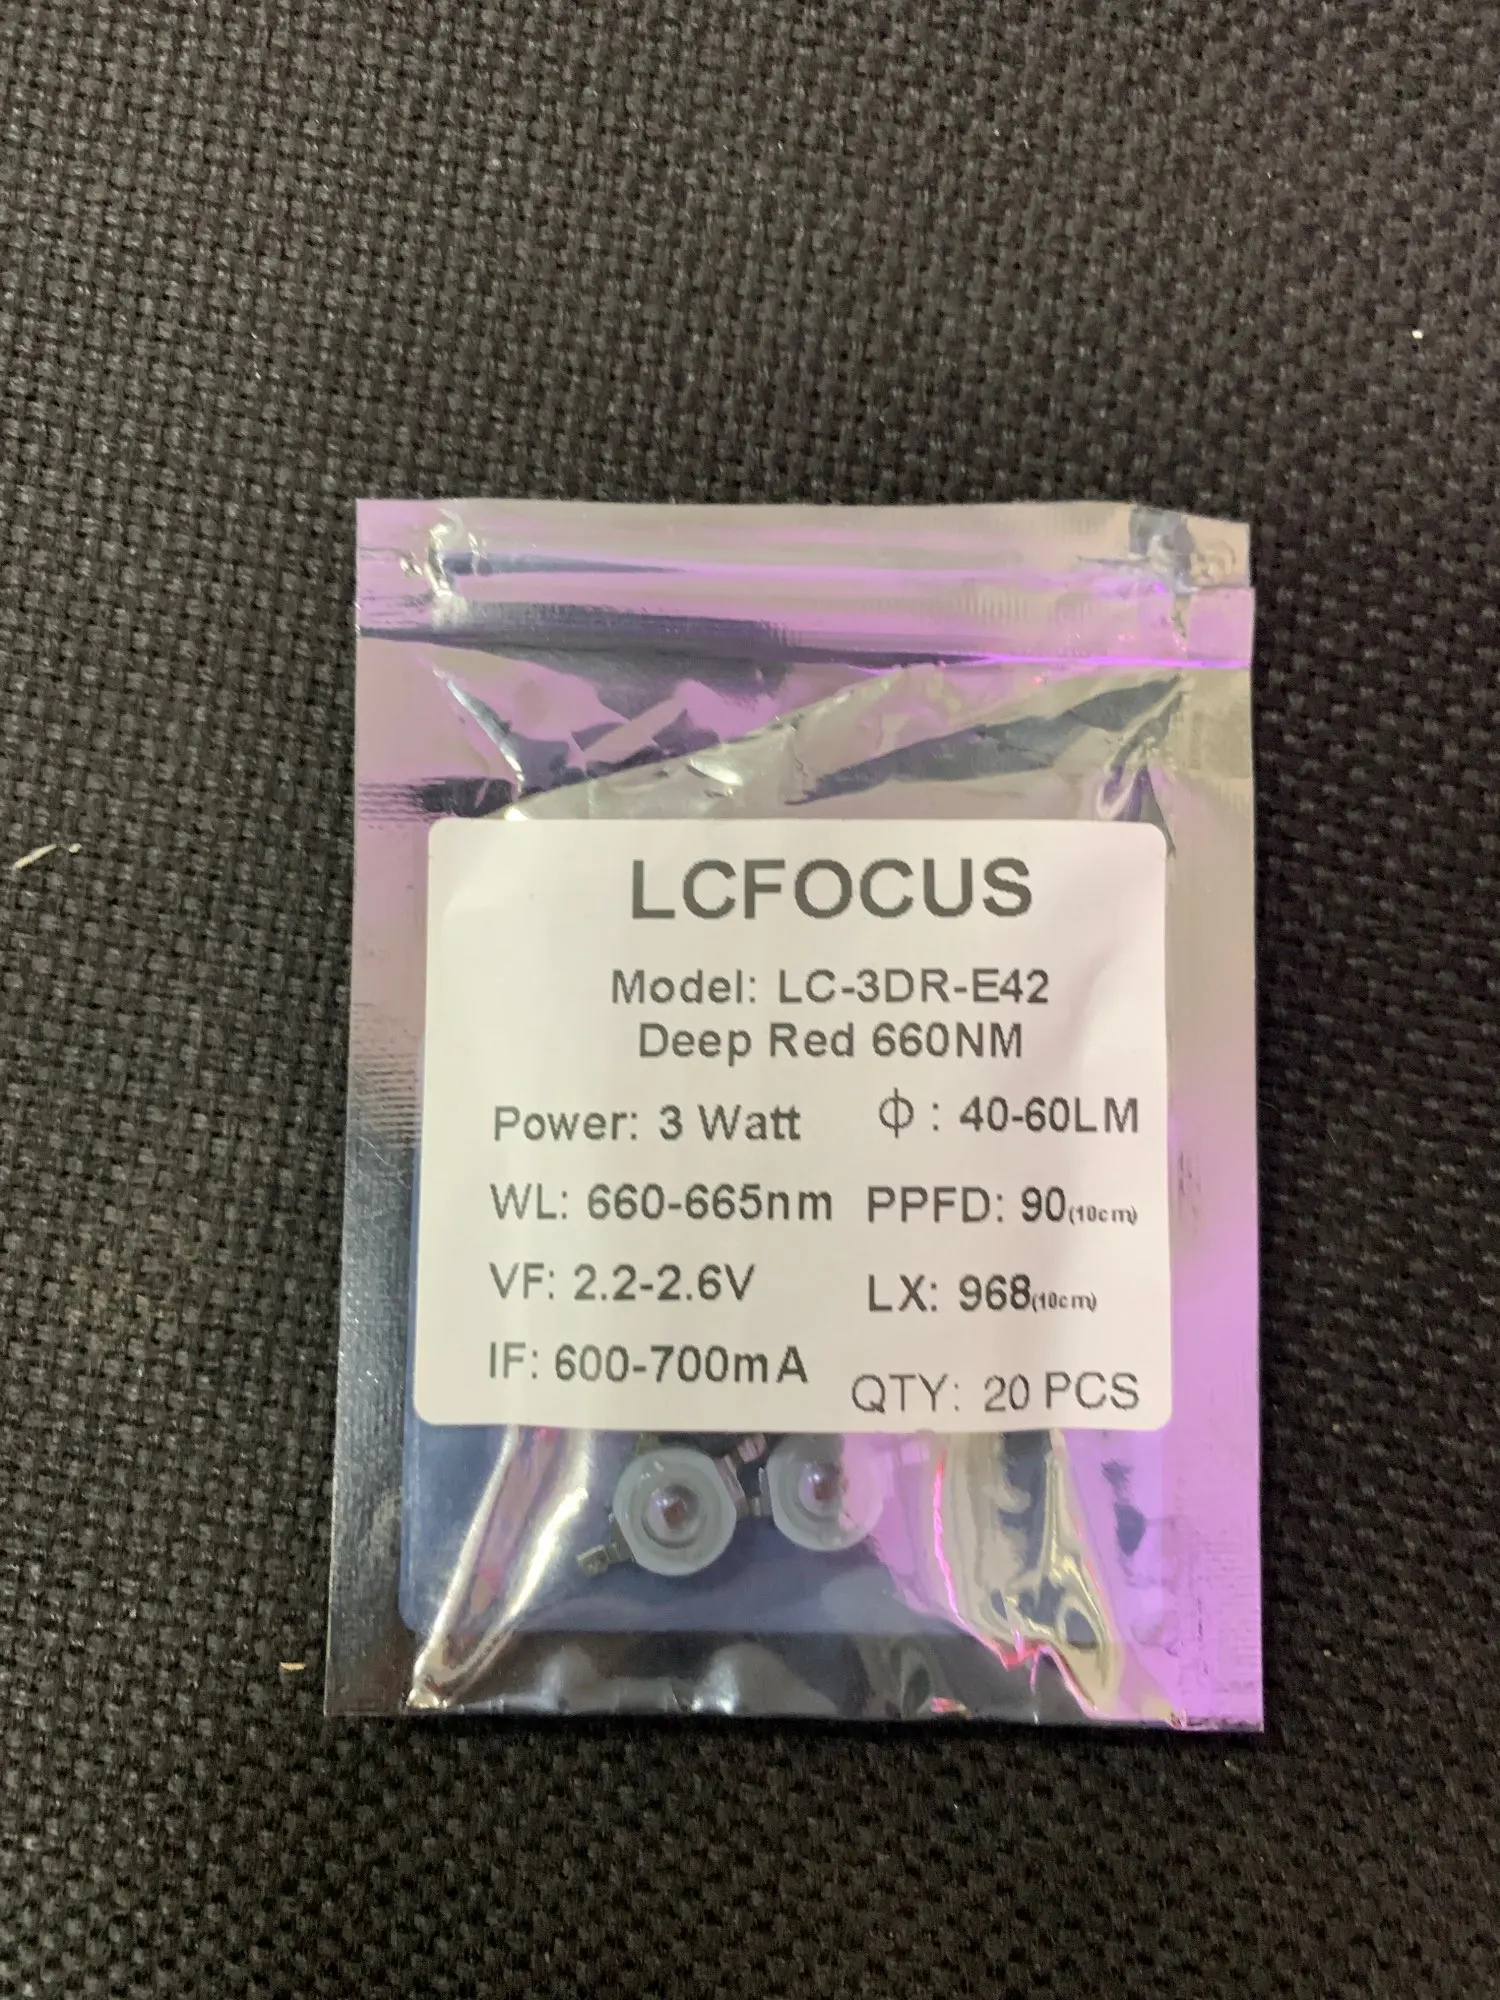 LCFOCUS
Model: LC-3DR-E42
Deep Red 660NM
Power: 3 Watt Φ : 40-60LM
WL: 660-665nm PPFD: 90(10cm)
VF: 2.2-2.6V LX: 968(10cm)
IF: 600-700mA QTY: 20 PCS